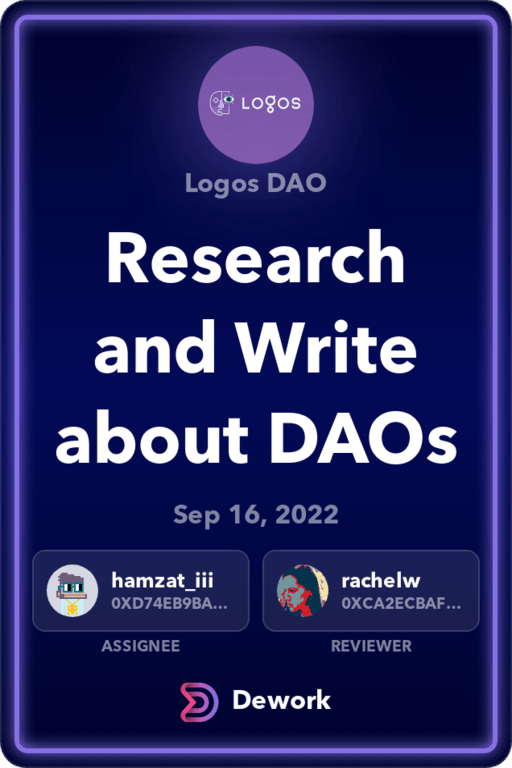 LOGOS
Logos DAO
Research
and Write
about DAOs
Sep 16, 2022
hamzat_iii
0XD74EB9BA...
rachelw
0XCA2ECBAF...
ASSIGNEE
REVIEWER
Dework